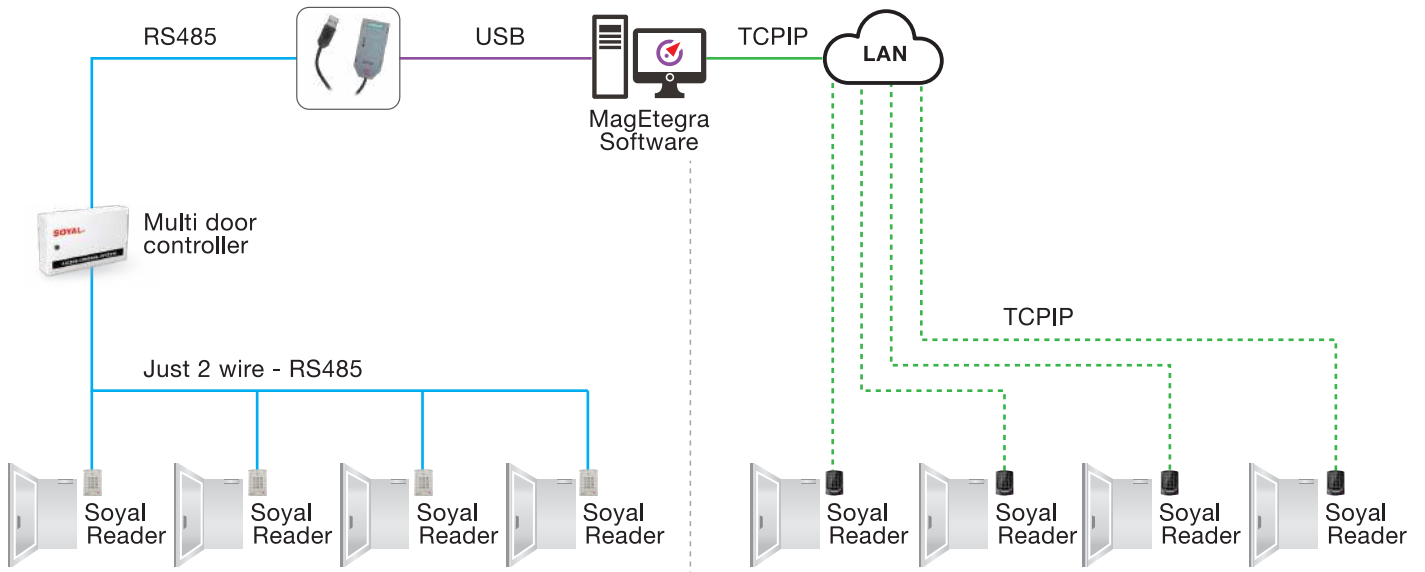 RS485
USB
TCPIP
LAN
MagEtegra
Software
SOYAL
Multi door
controller
TCPIP
Just 2 wire - RS485
Soyal
Reader
Soyal
Reader
Soyal
Reader
Soyal
Reader
Soyal
Reader
Soyal
Reader
Soyal
Reader
Soyal
Reader